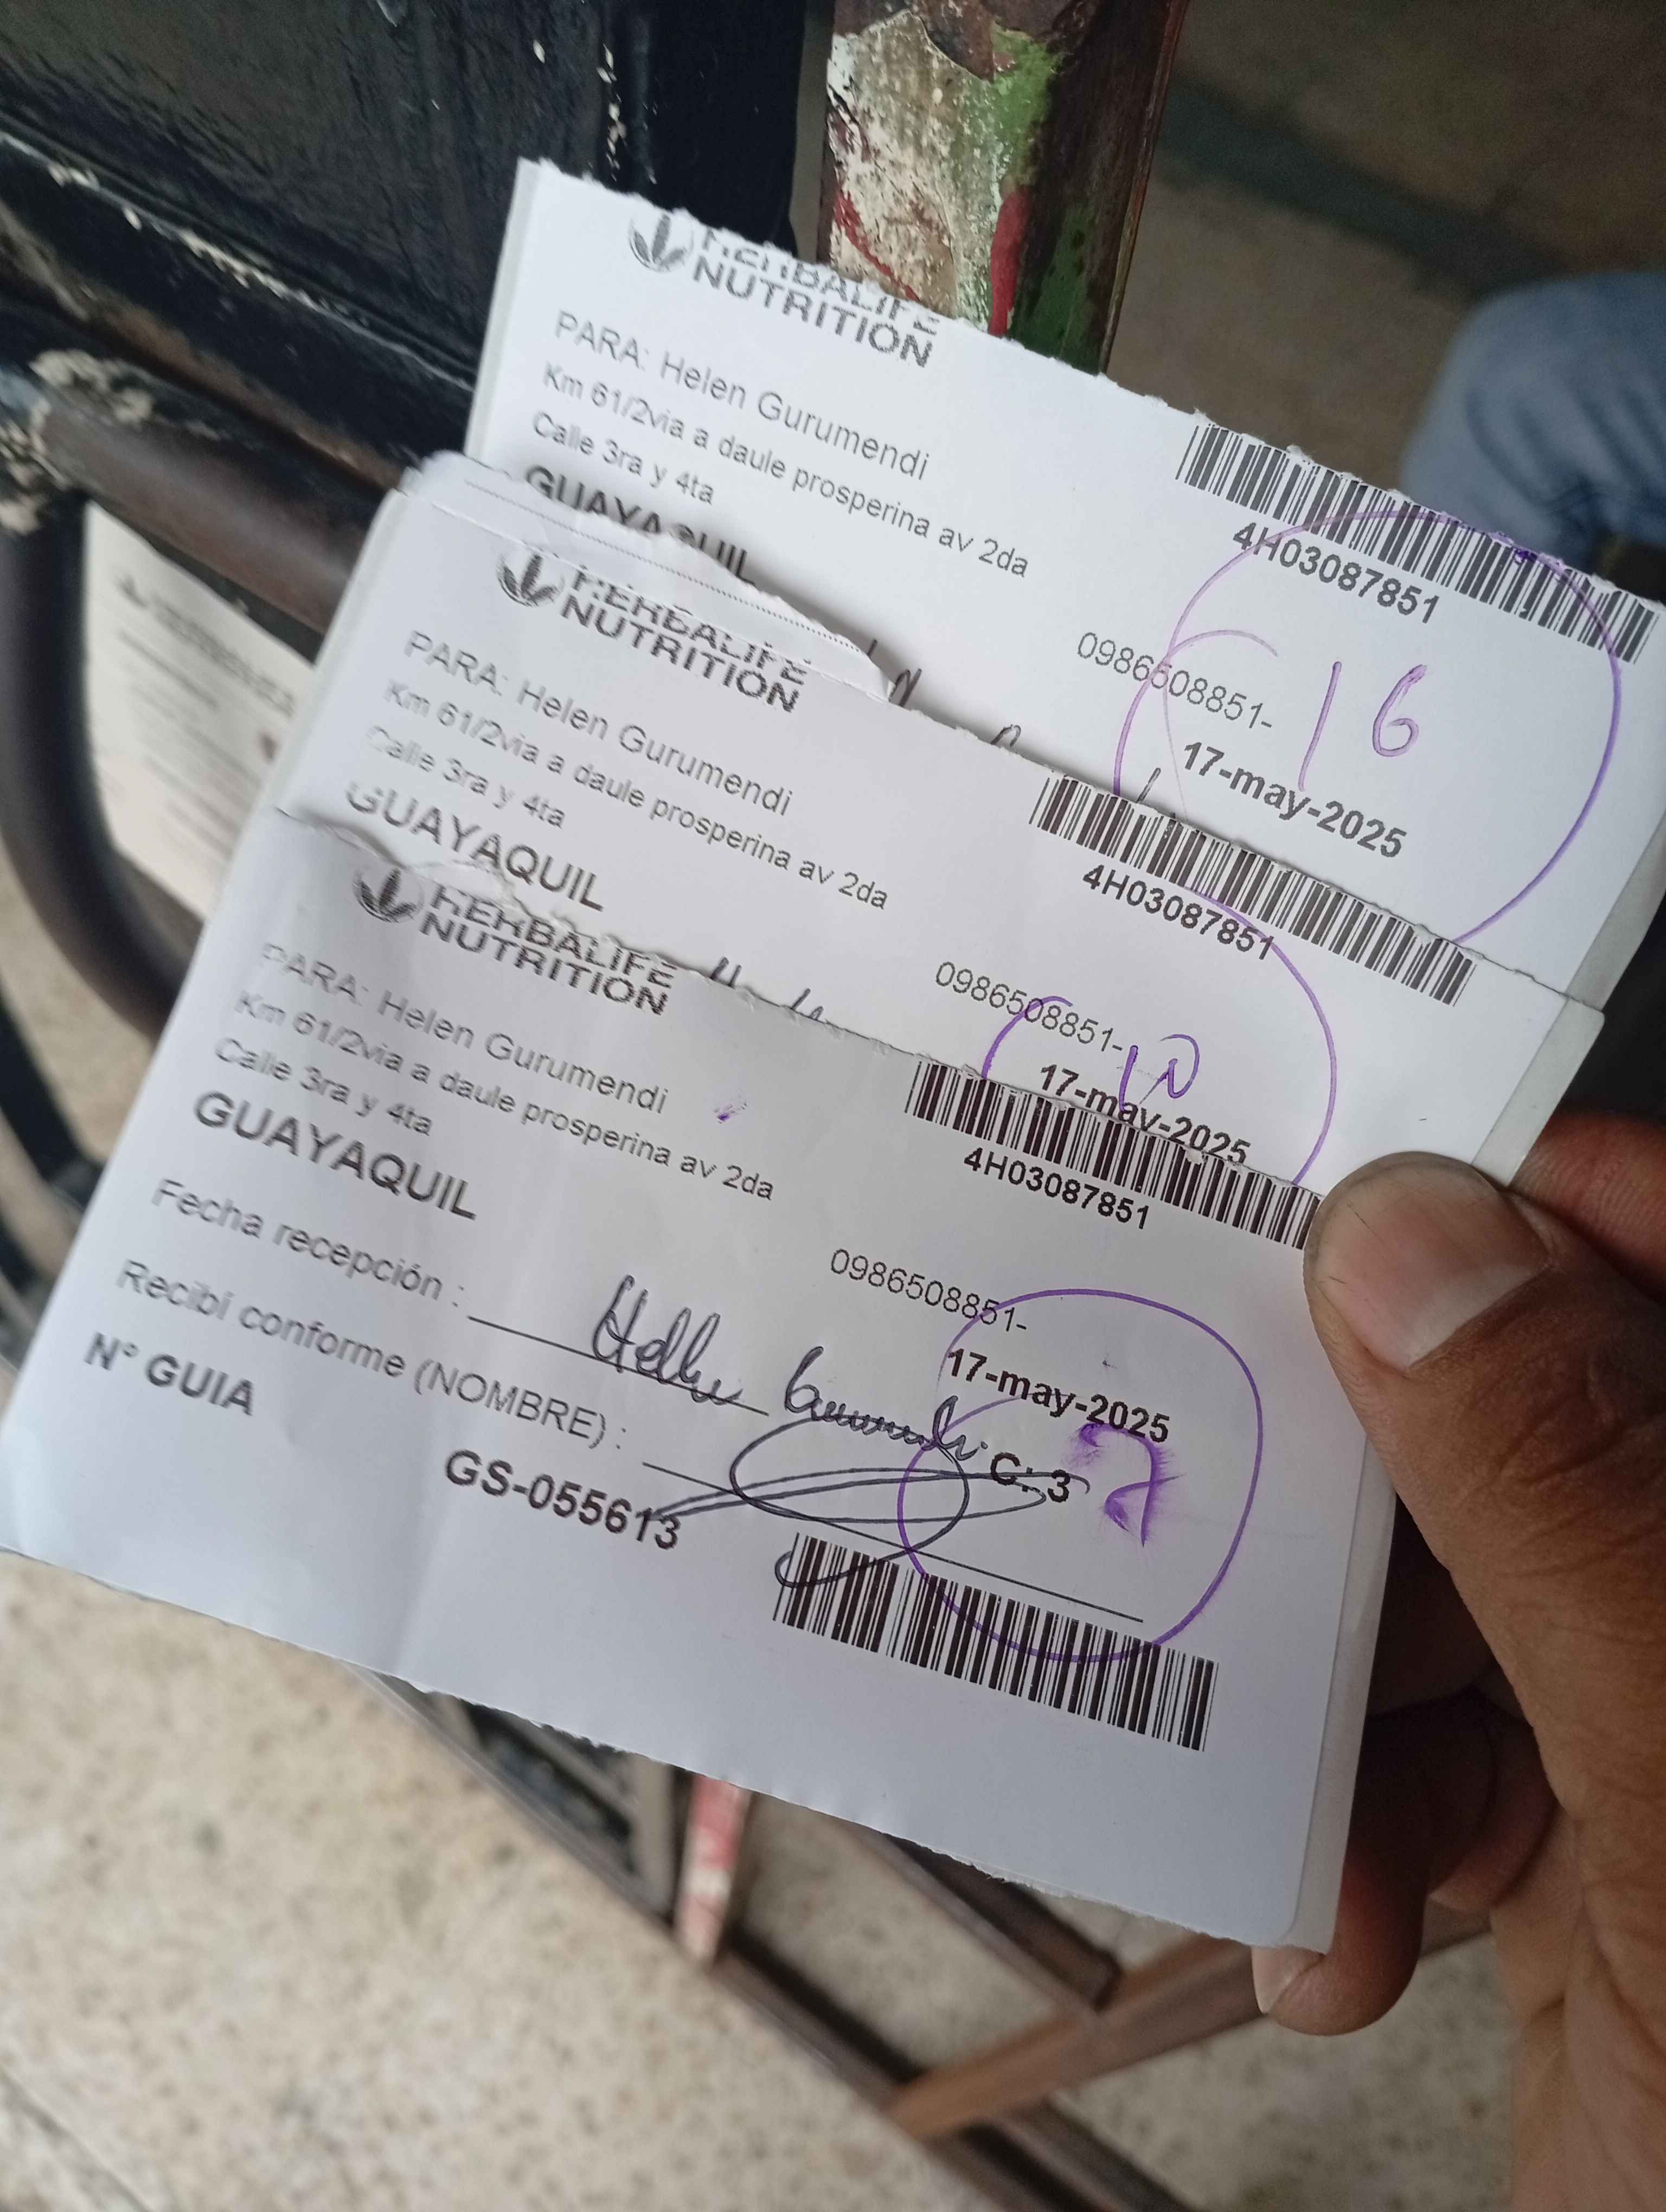 HERBALIFE
NUTRITION
PARA: Helen Gurumendi
Km 61/2via a daule prosperina av 2da
Calle 3ra y 4ta
GUAYAQUIL
4H03087851
0986508851-
16
17-may-2025
HERBALIFE
NUTRITION
PARA: Helen Gurumendi
Km 61/2via a daule prosperina av 2da
Calle 3ra y 4ta
GUAYAQUIL
4H03087851
0986508851-
10
17-may-2025
HERBALIFE
NUTRITION
PARA: Helen Gurumendi
Km 61/2via a daule prosperina av 2da
Calle 3ra y 4ta
GUAYAQUIL
4H03087851
0986508851-
17-may-2025
Fecha recepción :
Gurumendi
C: 3
7
Recibí conforme (NOMBRE) :
N° GUIA
GS-055613